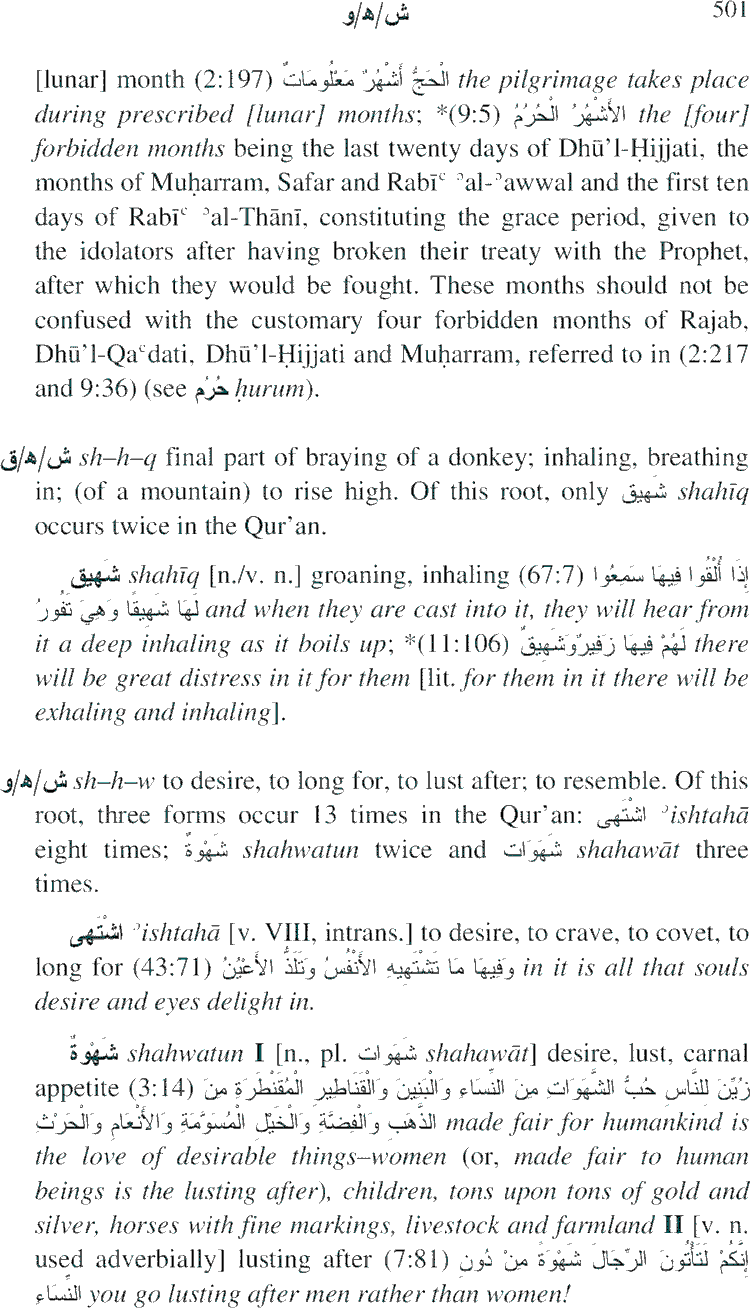 ش/ﻫ/و 501
[lunar] month (2:197) الْحَجُّ أَشْهُرٌ مَعْلُومَاتٌ the pilgrimage takes place
during prescribed [lunar] months; *(9:5) الأَشْهُرُ الْحُرُمُ the [four]
forbidden months being the last twenty days of Dhū’l-Ḥijjati, the
months of Muḥarram, Safar and Rabīᶜ ᵓal-ᵓawwal and the first ten
days of Rabīᶜ ᵓal-Thānī, constituting the grace period, given to
the idolators after having broken their treaty with the Prophet,
after which they would be fought. These months should not be
confused with the customary four forbidden months of Rajab,
Dhū’l-Qaᶜdati, Dhū’l-Ḥijjati and Muḥarram, referred to in (2:217
and 9:36) (see حُرُم ḥurum).
ش/ﻫ/ق sh–h–q final part of braying of a donkey; inhaling, breathing
in; (of a mountain) to rise high. Of this root, only شَهِيق shahīq
occurs twice in the Qur’an.
شَهِيق shahīq [n./v. n.] groaning, inhaling (67:7) إِذَا أُلْقُوا فِيهَا سَمِعُوا
لَهَا شَهِيقًا وَهِيَ تَفُورُ and when they are cast into it, they will hear from
it a deep inhaling as it boils up; *(11:106) لَهُمْ فِيهَا زَفِيرٌ وَشَهِيقٌ there
will be great distress in it for them [lit. for them in it there will be
exhaling and inhaling].
ش/ﻫ/و sh–h–w to desire, to long for, to lust after; to resemble. Of this
root, three forms occur 13 times in the Qur’an: اشْتَهى ᵓishtahā
eight times; شَهْوَةٌ shahwatun twice and شَهَوَات shahawāt three
times.
اشْتَهى ᵓishtahā [v. VIII, intrans.] to desire, to crave, to covet, to
long for (43:71) وَفِيهَا مَا تَشْتَهِيهِ الأَنْفُسُ وَتَلَذُّ الأَعْيُنُ in it is all that souls
desire and eyes delight in.
شَهْوَةٌ shahwatun I [n., pl. شَهَوَات shahawāt] desire, lust, carnal
appetite (3:14) زُيِّنَ لِلنَّاسِ حُبُّ الشَّهَوَاتِ مِنَ النِّسَاءِ وَالْبَنِينَ وَالْقَنَاطِيرِ الْمُقَنْطَرَةِ مِنَ
الذَّهَبِ وَالْفِضَّةِ وَالْخَيْلِ الْمُسَوَّمَةِ وَالأَنْعَامِ وَالْحَرْثِ made fair for humankind is
the love of desirable things–women (or, made fair to human
beings is the lusting after), children, tons upon tons of gold and
silver, horses with fine markings, livestock and farmland II [v. n.
used adverbially] lusting after (7:81) إِنَّكُمْ لَتَأْتُونَ الرِّجَالَ شَهْوَةً مِنْ دُونِ
النِّسَاءِ you go lusting after men rather than women!